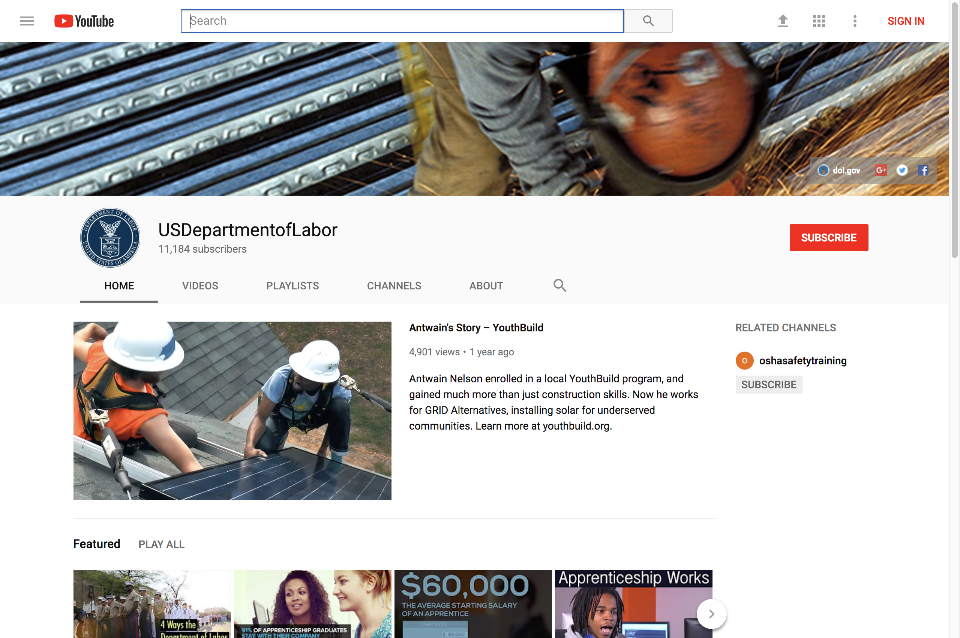 YouTube
Search
SIGN IN
dol.gov
G+
USDepartmentofLabor
11,184 subscribers
SUBSCRIBE
HOME
VIDEOS
PLAYLISTS
CHANNELS
ABOUT
Antwain's Story – YouthBuild
4,901 views • 1 year ago
Antwain Nelson enrolled in a local YouthBuild program, and
gained much more than just construction skills. Now he works
for GRID Alternatives, installing solar for underserved
communities. Learn more at youthbuild.org.
RELATED CHANNELS
O
oshasafetytraining
SUBSCRIBE
Featured
PLAY ALL
4 Ways the
Department of Labor
91% OF APPRENTICESHIP GRADUATES
STAY WITH THEIR COMPANY
$60,000
THE AVERAGE STARTING SALARY
OF AN APPRENTICE
Apprenticeship Works